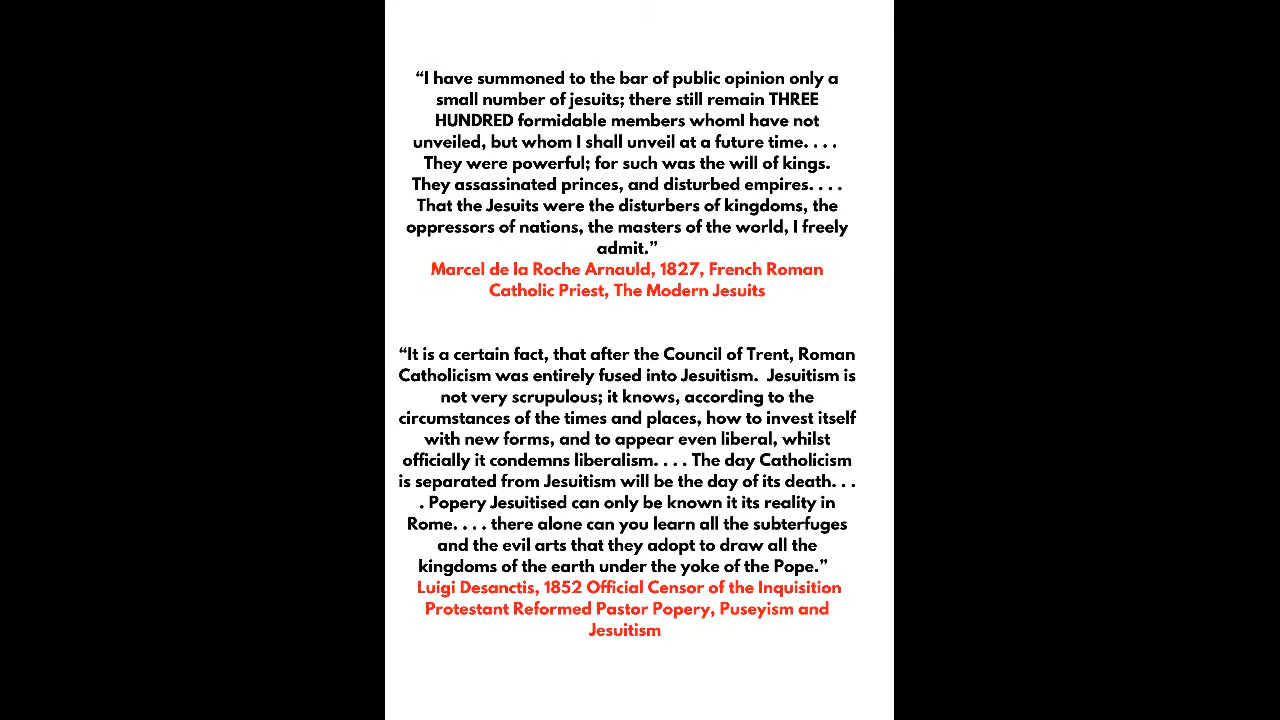 “I have summoned to the bar of public opinion only a
small number of jesuits; there still remain THREE
HUNDRED formidable members whomI have not
unveiled, but whom I shall unveil at a future time. . . .
They were powerful; for such was the will of kings.
They assassinated princes, and disturbed empires. . . .
That the Jesuits were the disturbers of kingdoms, the
oppressors of nations, the masters of the world, I freely
admit.”
Marcel de la Roche Arnauld, 1827, French Roman
Catholic Priest, The Modern Jesuits
“It is a certain fact, that after the Council of Trent, Roman
Catholicism was entirely fused into Jesuitism.  Jesuitism is
not very scrupulous; it knows, according to the
circumstances of the times and places, how to invest itself
with new forms, and to appear even liberal, whilst
officially it condemns liberalism. . . . The day Catholicism
is separated from Jesuitism will be the day of its death. . .
. Popery Jesuitised can only be known it its reality in
Rome. . . . there alone can you learn all the subterfuges
and the evil arts that they adopt to draw all the
kingdoms of the earth under the yoke of the Pope.”
Luigi Desanctis, 1852 Official Censor of the Inquisition
Protestant Reformed Pastor Popery, Puseyism and
Jesuitism